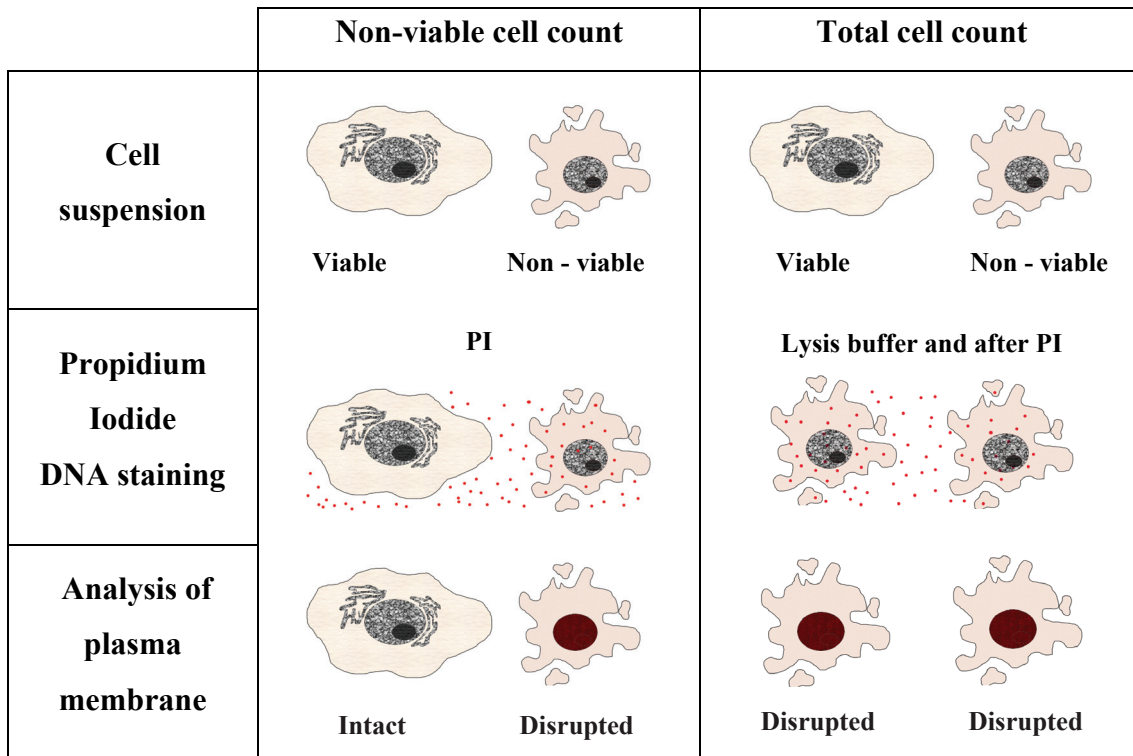 Non-viable cell count
Total cell count
Cell
suspension
Viable
Non - viable
Viable
Non - viable
Propidium
Iodide
DNA staining
PI
Lysis buffer and after PI
Analysis of
plasma
membrane
Intact
Disrupted
Disrupted
Disrupted